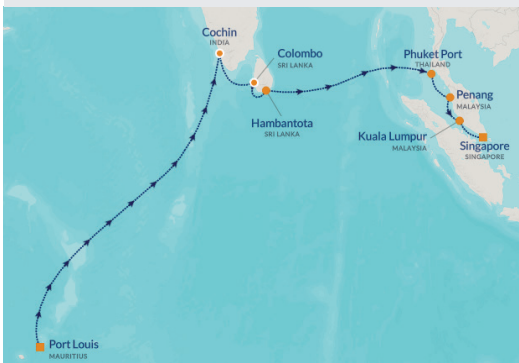 Cochin
INDIA
Colombo
SRI LANKA
Hambantota
SRI LANKA
Phuket Port
THAILAND
Penang
MALAYSIA
Kuala Lumpur
MALAYSIA
Singapore
SINGAPORE
Port Louis
MAURITIUS